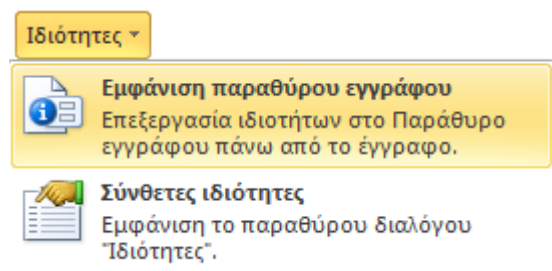 Ιδιότητες
Εμφάνιση παραθύρου εγγράφου
Επεξεργασία ιδιοτήτων στο Παράθυρο
εγγράφου πάνω από το έγγραφο.
Σύνθετες ιδιότητες
Εμφάνιση το παραθύρου διαλόγου
"Ιδιότητες".